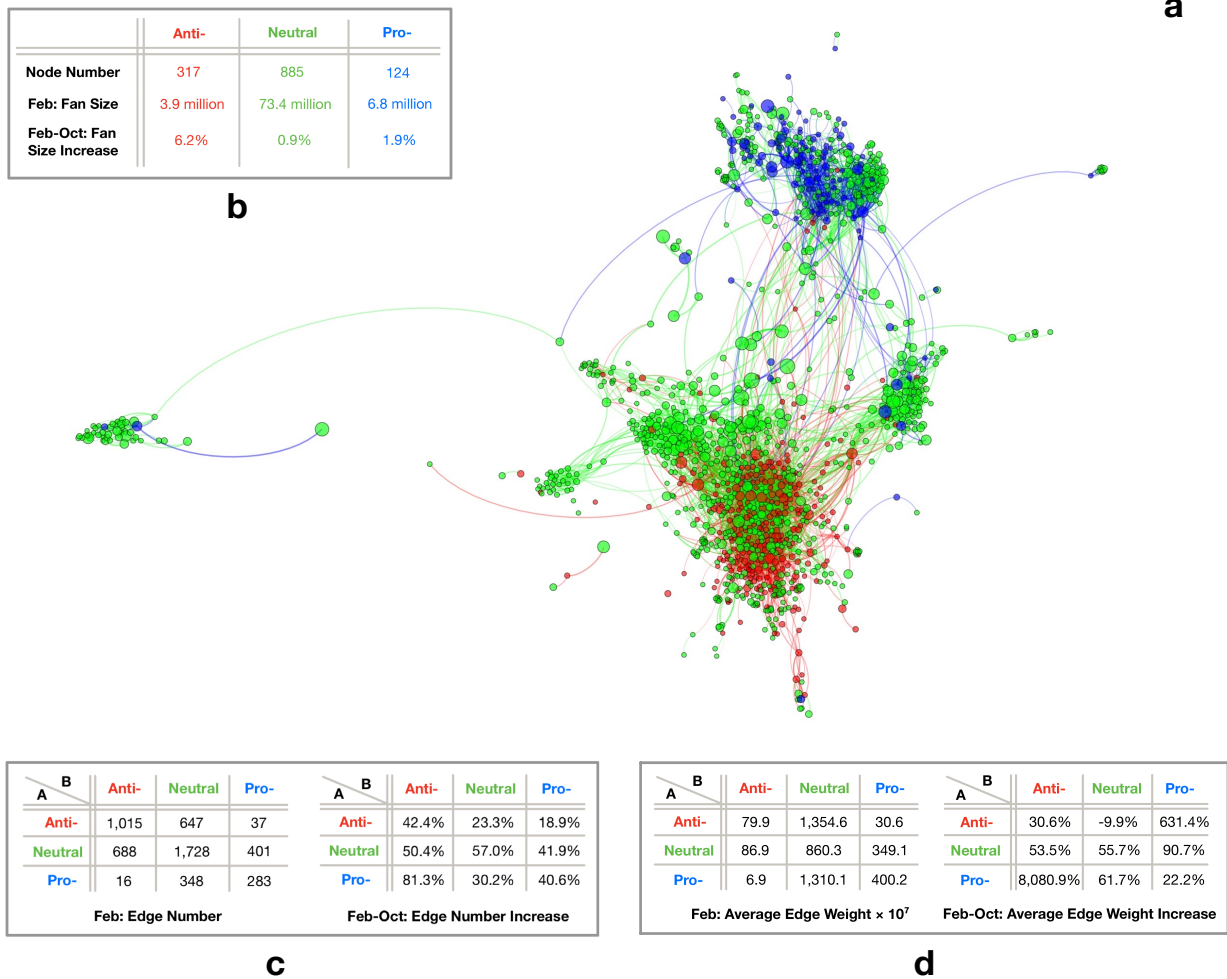 a
Anti- Neutral Pro-
Node Number 317 885 124
Feb: Fan Size 3.9 million 73.4 million 6.8 million
Feb-Oct: Fan
Size Increase 6.2% 0.9% 1.9%
b
B
A Anti- Neutral Pro-
Anti- 1,015 647 37
Neutral 688 1,728 401
Pro- 16 348 283
Feb: Edge Number
B
A Anti- Neutral Pro-
Anti- 42.4% 23.3% 18.9%
Neutral 50.4% 57.0% 41.9%
Pro- 81.3% 30.2% 40.6%
Feb-Oct: Edge Number Increase
c
B
A Anti- Neutral Pro-
Anti- 79.9 1,354.6 30.6
Neutral 86.9 860.3 349.1
Pro- 6.9 1,310.1 400.2
Feb: Average Edge Weight × 10⁷
B
A Anti- Neutral Pro-
Anti- 30.6% -9.9% 631.4%
Neutral 53.5% 55.7% 90.7%
Pro- 8,080.9% 61.7% 22.2%
Feb-Oct: Average Edge Weight Increase
d